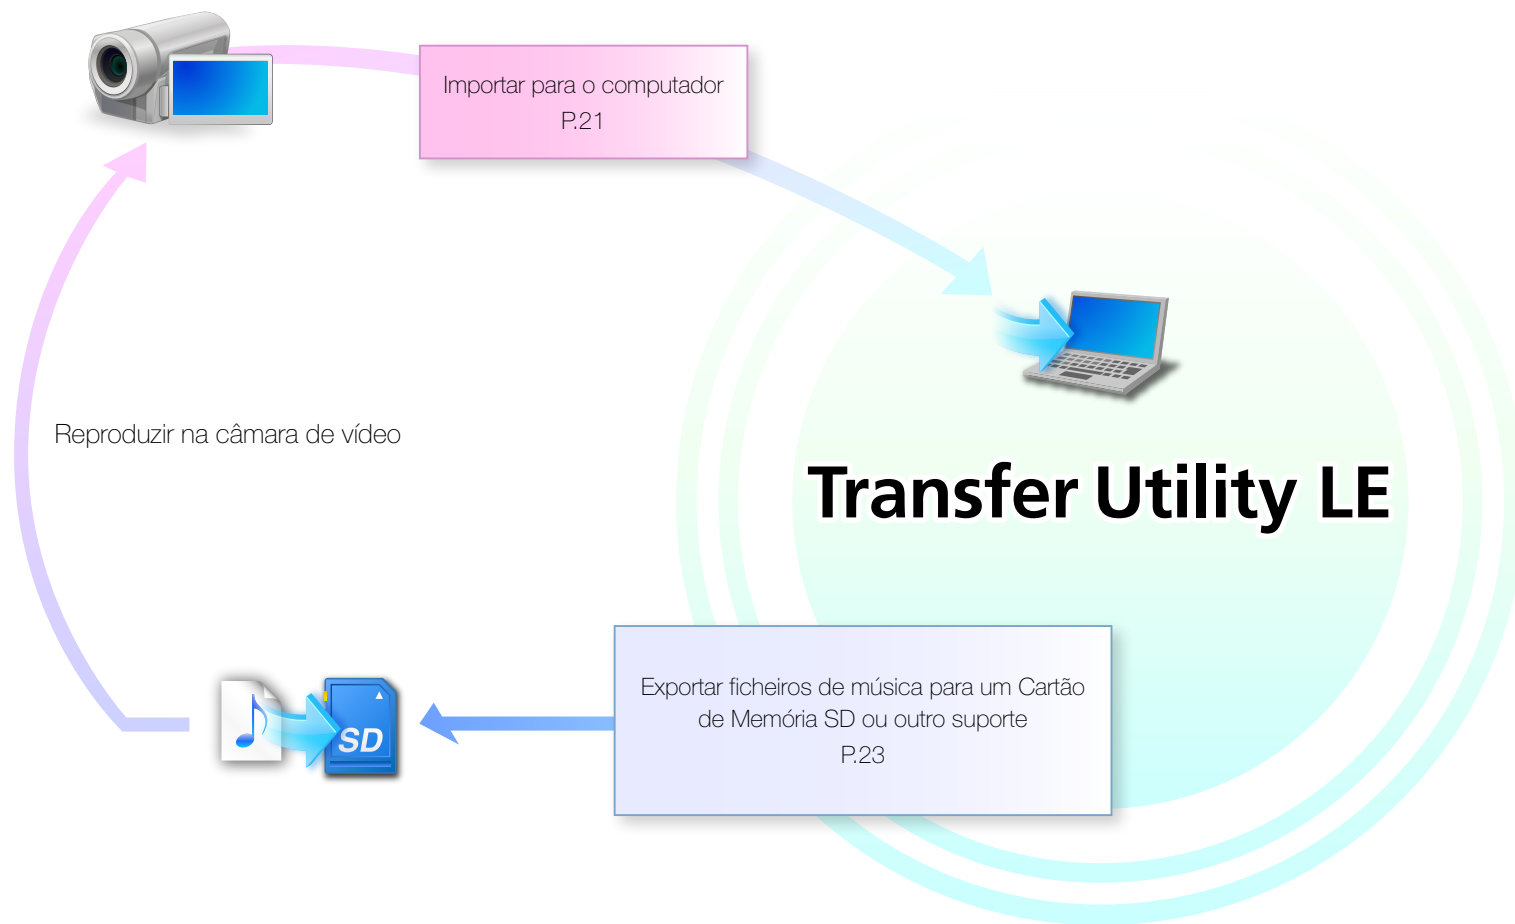 Importar para o computador
P.21
Reproduzir na câmara de vídeo
Transfer Utility LE
Exportar ficheiros de música para um Cartão
de Memória SD ou outro suporte
P.23
SD